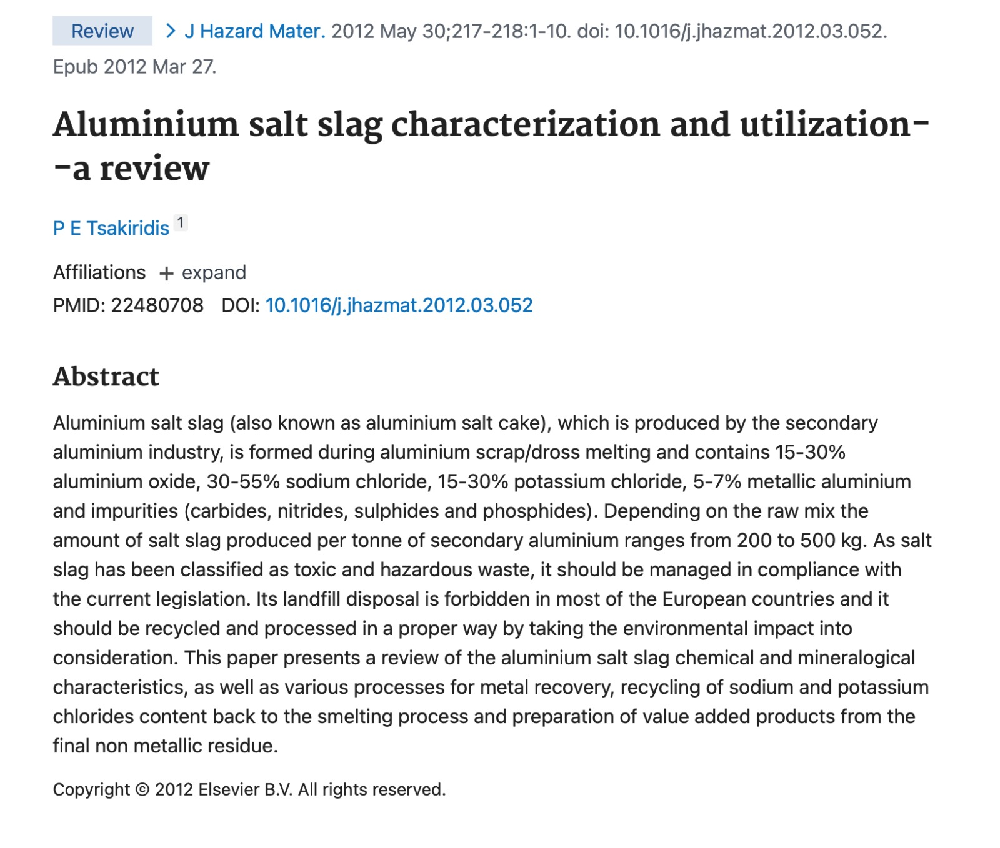 Review > J Hazard Mater. 2012 May 30;217-218:1-10. doi: 10.1016/j.jhazmat.2012.03.052.
Epub 2012 Mar 27.
Aluminium salt slag characterization and utilization-
-a review
P E Tsakiridis 1
Affiliations + expand
PMID: 22480708 DOI: 10.1016/j.jhazmat.2012.03.052
Abstract
Aluminium salt slag (also known as aluminium salt cake), which is produced by the secondary
aluminium industry, is formed during aluminium scrap/dross melting and contains 15-30%
aluminium oxide, 30-55% sodium chloride, 15-30% potassium chloride, 5-7% metallic aluminium
and impurities (carbides, nitrides, sulphides and phosphides). Depending on the raw mix the
amount of salt slag produced per tonne of secondary aluminium ranges from 200 to 500 kg. As salt
slag has been classified as toxic and hazardous waste, it should be managed in compliance with
the current legislation. Its landfill disposal is forbidden in most of the European countries and it
should be recycled and processed in a proper way by taking the environmental impact into
consideration. This paper presents a review of the aluminium salt slag chemical and mineralogical
characteristics, as well as various processes for metal recovery, recycling of sodium and potassium
chlorides content back to the smelting process and preparation of value added products from the
final non metallic residue.
Copyright © 2012 Elsevier B.V. All rights reserved.